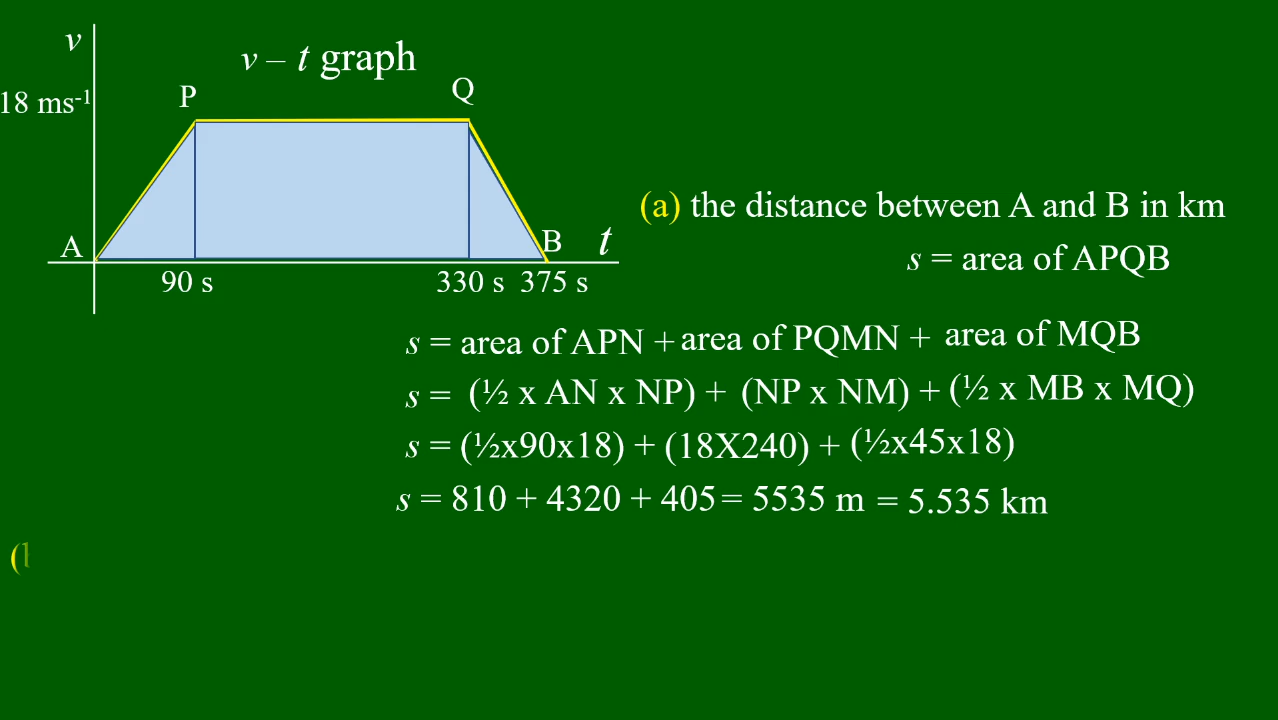 v
v – t graph
18 ms-1
P
Q
A
B
t
90 s
330 s
375 s
(a) the distance between A and B in km
s = area of APQB
s = area of APN + area of PQMN + area of MQB
s = (½ x AN x NP) + (NP x NM) + (½ x MB x MQ)
s = (½x90x18) + (18X240) + (½x45x18)
s = 810 + 4320 + 405 = 5535 m = 5.535 km
(